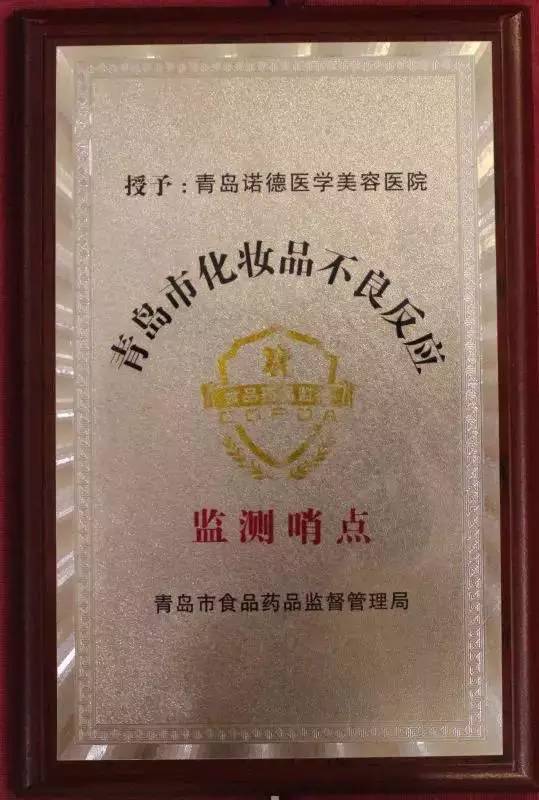 授予：青岛诺德医学美容医院
青岛市化妆品不良反应
CQFDA
监测哨点
青岛市食品药品监督管理局